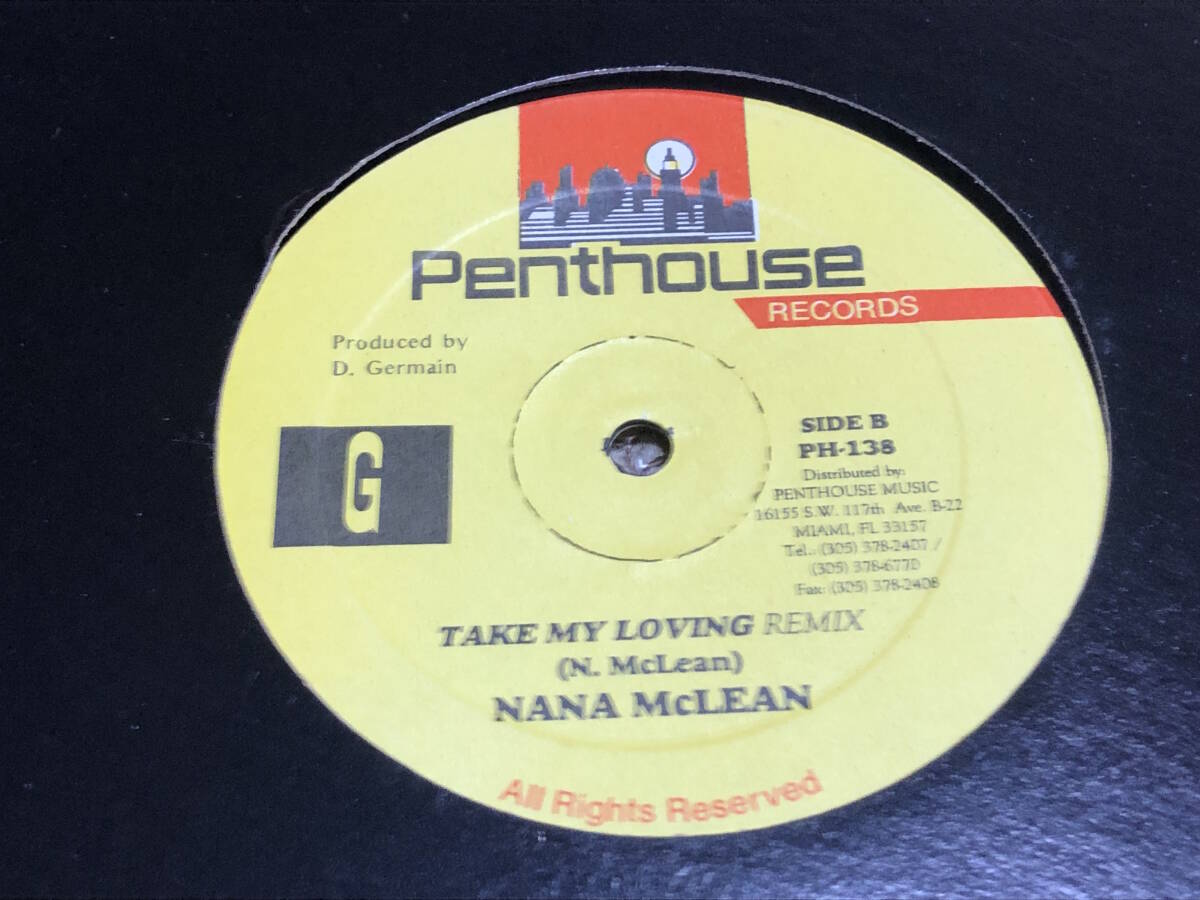 Penthouse
RECORDS
Produced by
D. Germain
G
SIDE B
PH-138
Distributed by:
PENTHOUSE MUSIC
16155 S.W. 117th Ave. B-22
MIAMI, FL 33157
Tel.: (305) 378-2407 /
(305) 378-6770
Fax: (305) 378-2408
TAKE MY LOVING REMIX
(N. McLean)
NANA McLEAN
All Rights Reserved